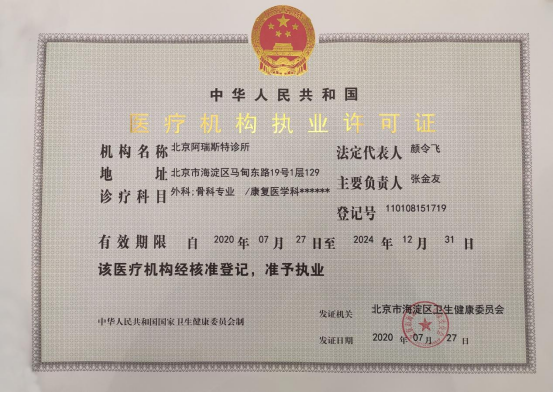 中华人民共和国
医疗机构执业许可证
机构名称 北京阿瑞斯特诊所
法定代表人 颜令飞
地址 北京市海淀区马甸东路19号1层129
主要负责人 张金友
诊疗科目 外科;骨科专业 /康复医学科******
登记号 110108151719
有效期限 自 2020 年 07 月 27 日至 2024 年 12 月 31 日
该医疗机构经核准登记，准予执业
中华人民共和国国家卫生健康委员会制
发证机关 北京市海淀区卫生健康委员会
发证日期 2020 年 07 月 27 日